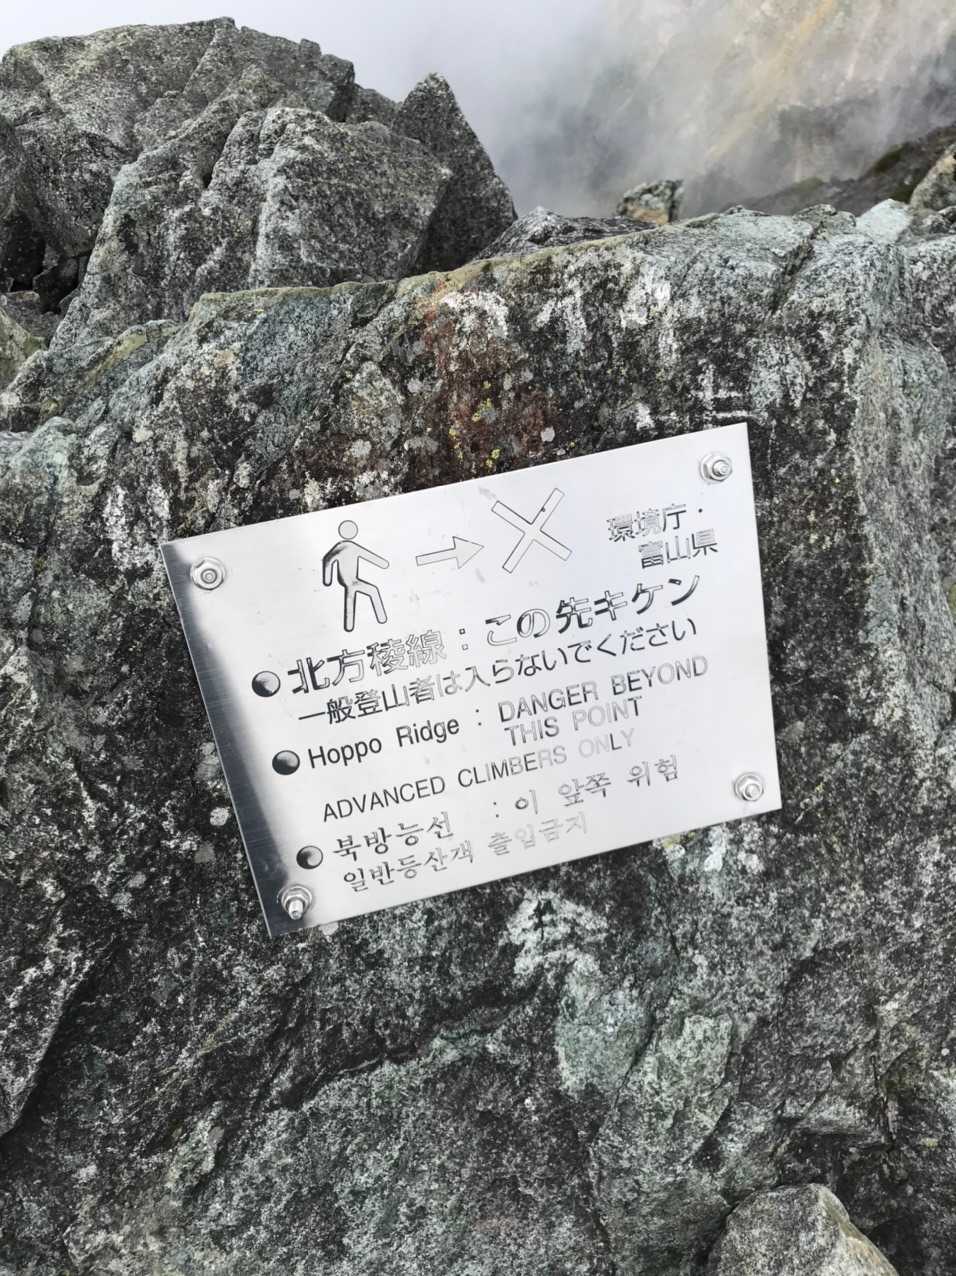 環境庁・
富山県
北方稜線：この先キケン
一般登山者は入らないでください
Hoppo Ridge : DANGER BEYOND
THIS POINT
ADVANCED CLIMBERS ONLY
북방능선 : 이 앞쪽 위험
일반등산객 출입금지